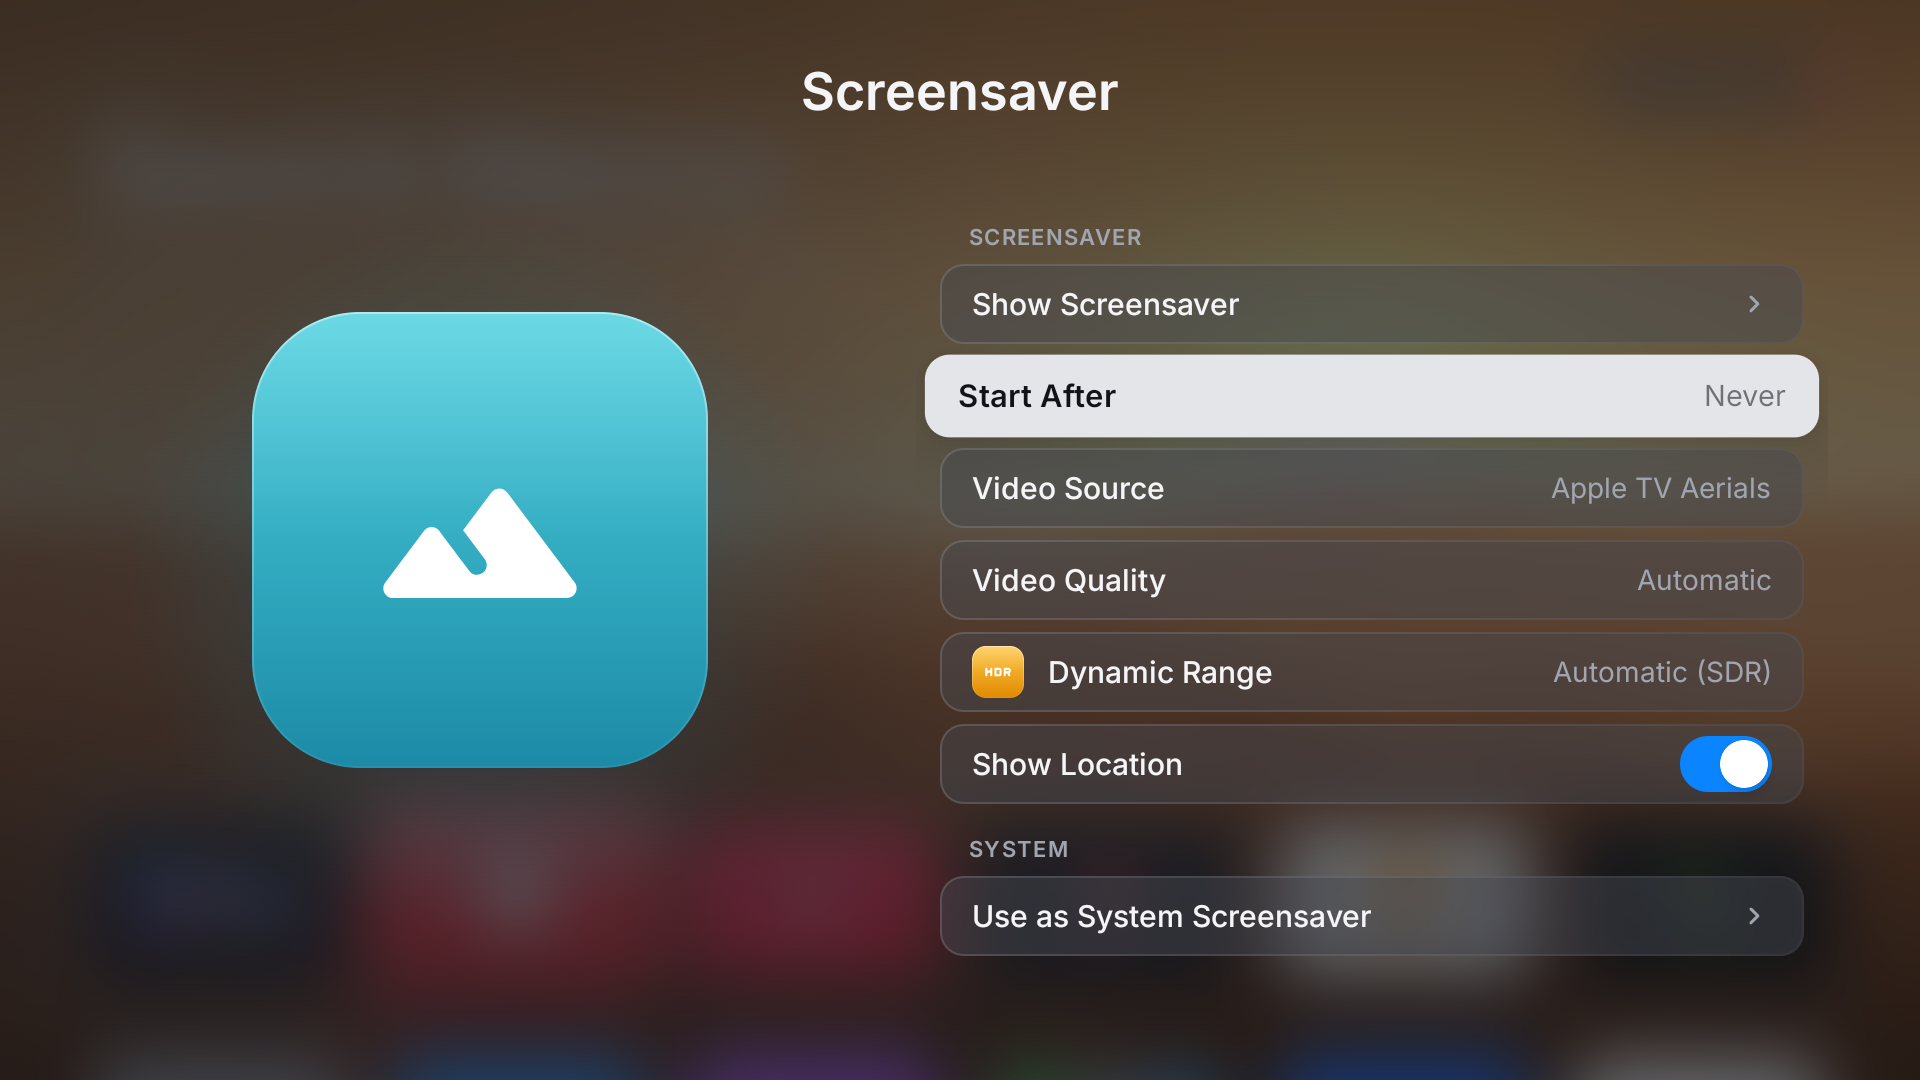 Screensaver
SCREENSAVER
Show Screensaver
Start After Never
Video Source Apple TV Aerials
Video Quality Automatic
HDR Dynamic Range Automatic (SDR)
Show Location
SYSTEM
Use as System Screensaver